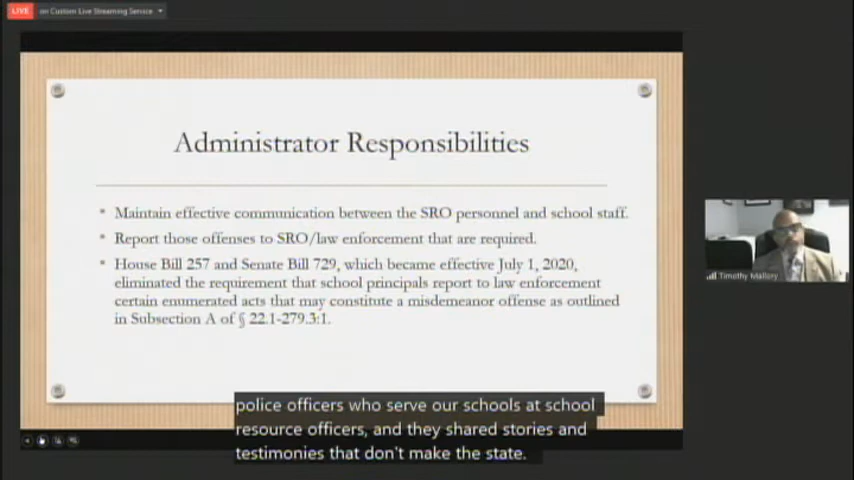 LIVE on Custom Live Streaming Service
Administrator Responsibilities
Maintain effective communication between the SRO personnel and school staff.
Report those offenses to SRO/law enforcement that are required.
House Bill 257 and Senate Bill 729, which became effective July 1, 2020,
eliminated the requirement that school principals report to law enforcement
certain enumerated acts that may constitute a misdemeanor offense as outlined
in Subsection A of § 22.1-279.3:1.
Timothy Mallory
police officers who serve our schools at school
resource officers, and they shared stories and
testimonies that don't make the state.